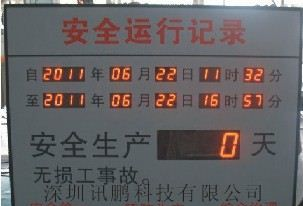 安全运行记录
自2011年06月22日11时32分
至2011年06月22日16时57分
安全生产 0 天
无损工事故。
深圳讯鹏科技有限公司